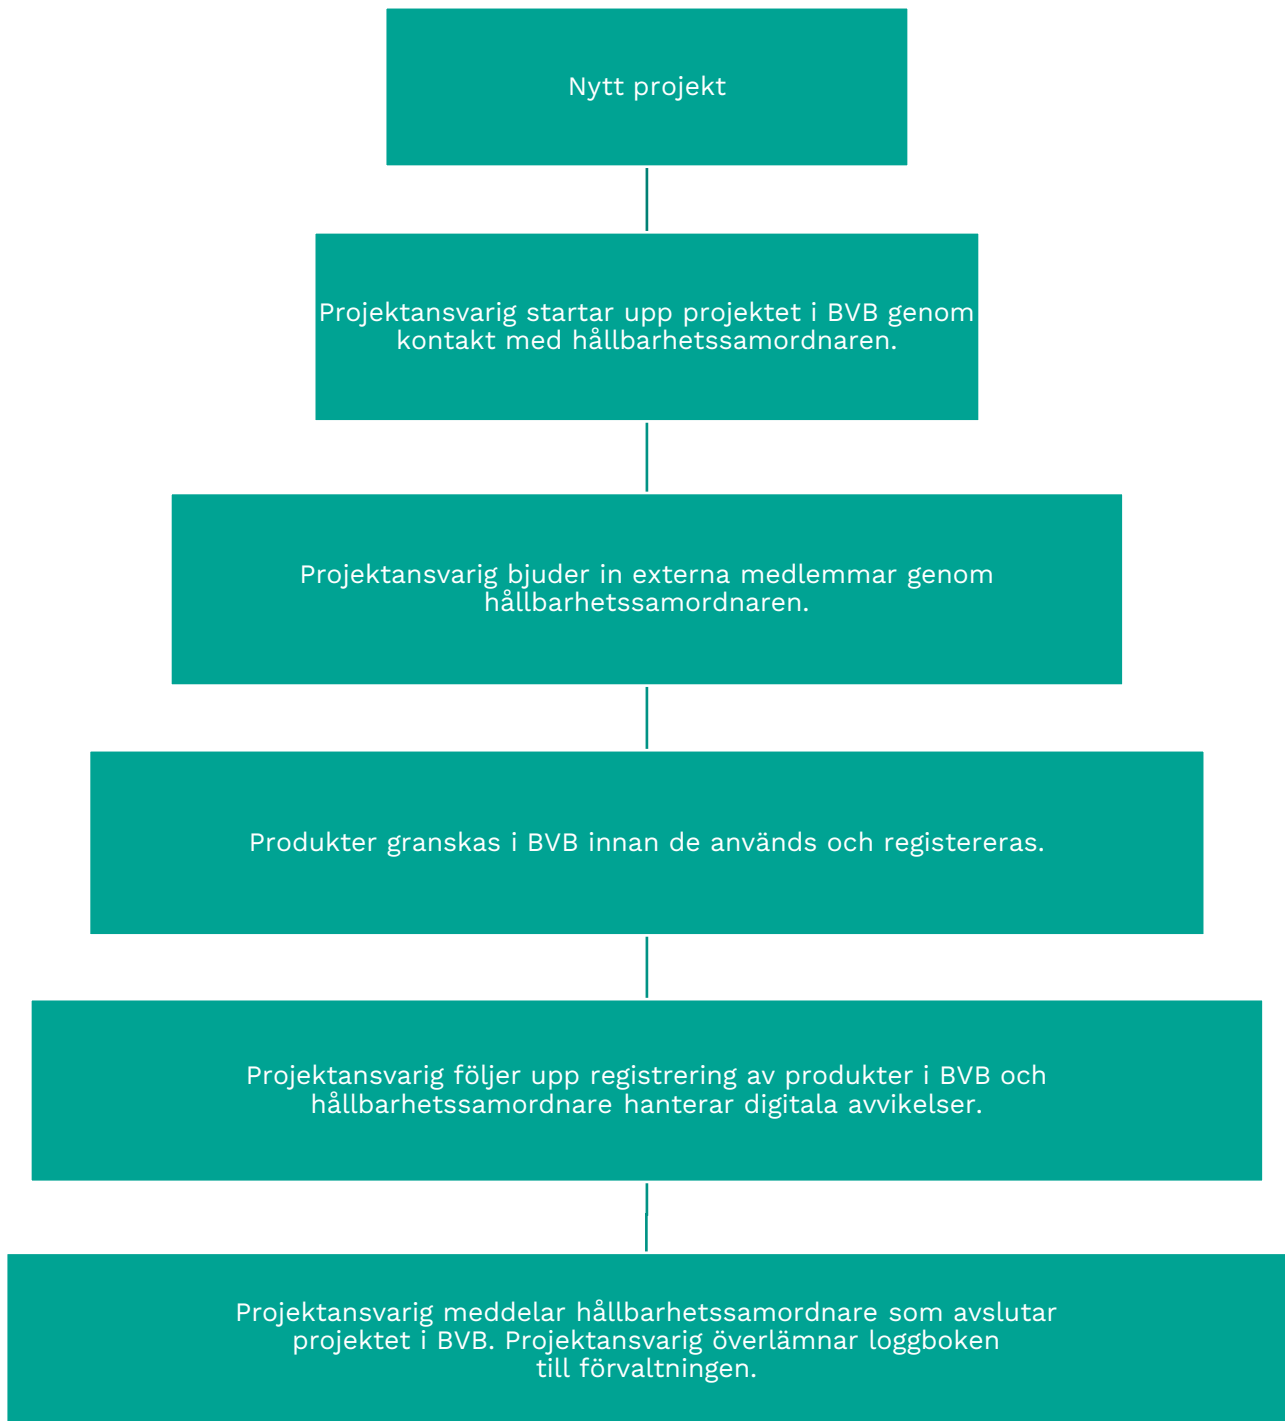 Nytt projekt
Projektansvarig startar upp projektet i BVB genom
kontakt med hållbarhetssamordnaren.
Projektansvarig bjuder in externa medlemmar genom
hållbarhetssamordnaren.
Produkter granskas i BVB innan de används och registereras.
Projektansvarig följer upp registrering av produkter i BVB och
hållbarhetssamordnare hanterar digitala avvikelser.
Projektansvarig meddelar hållbarhetssamordnare som avslutar
projektet i BVB. Projektansvarig överlämnar loggboken
till förvaltningen.